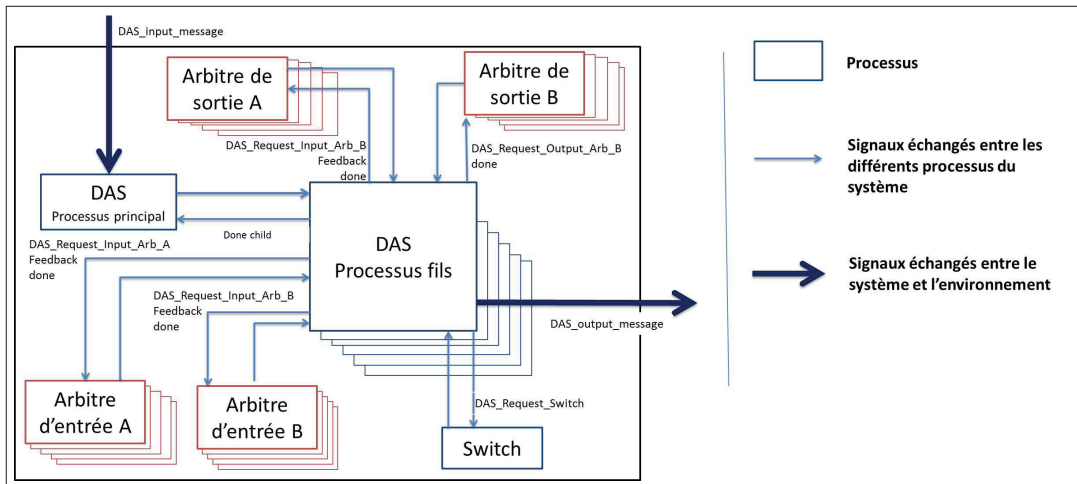 DAS_input_message
Arbitre de
sortie A
Arbitre de
sortie B
DAS_Request_Input_Arb_B
Feedback
done
DAS_Request_Output_Arb_B
done
DAS
Processus principal
Done child
DAS
Processus fils
DAS_Request_Input_Arb_A
Feedback
done
DAS_Request_Input_Arb_B
Feedback
done
DAS_output_message
Arbitre
d'entrée A
Arbitre
d'entrée B
DAS_Request_Switch
Switch
Processus
Signaux échangés entre les
différents processus du
système
Signaux échangés entre le
système et l'environnement